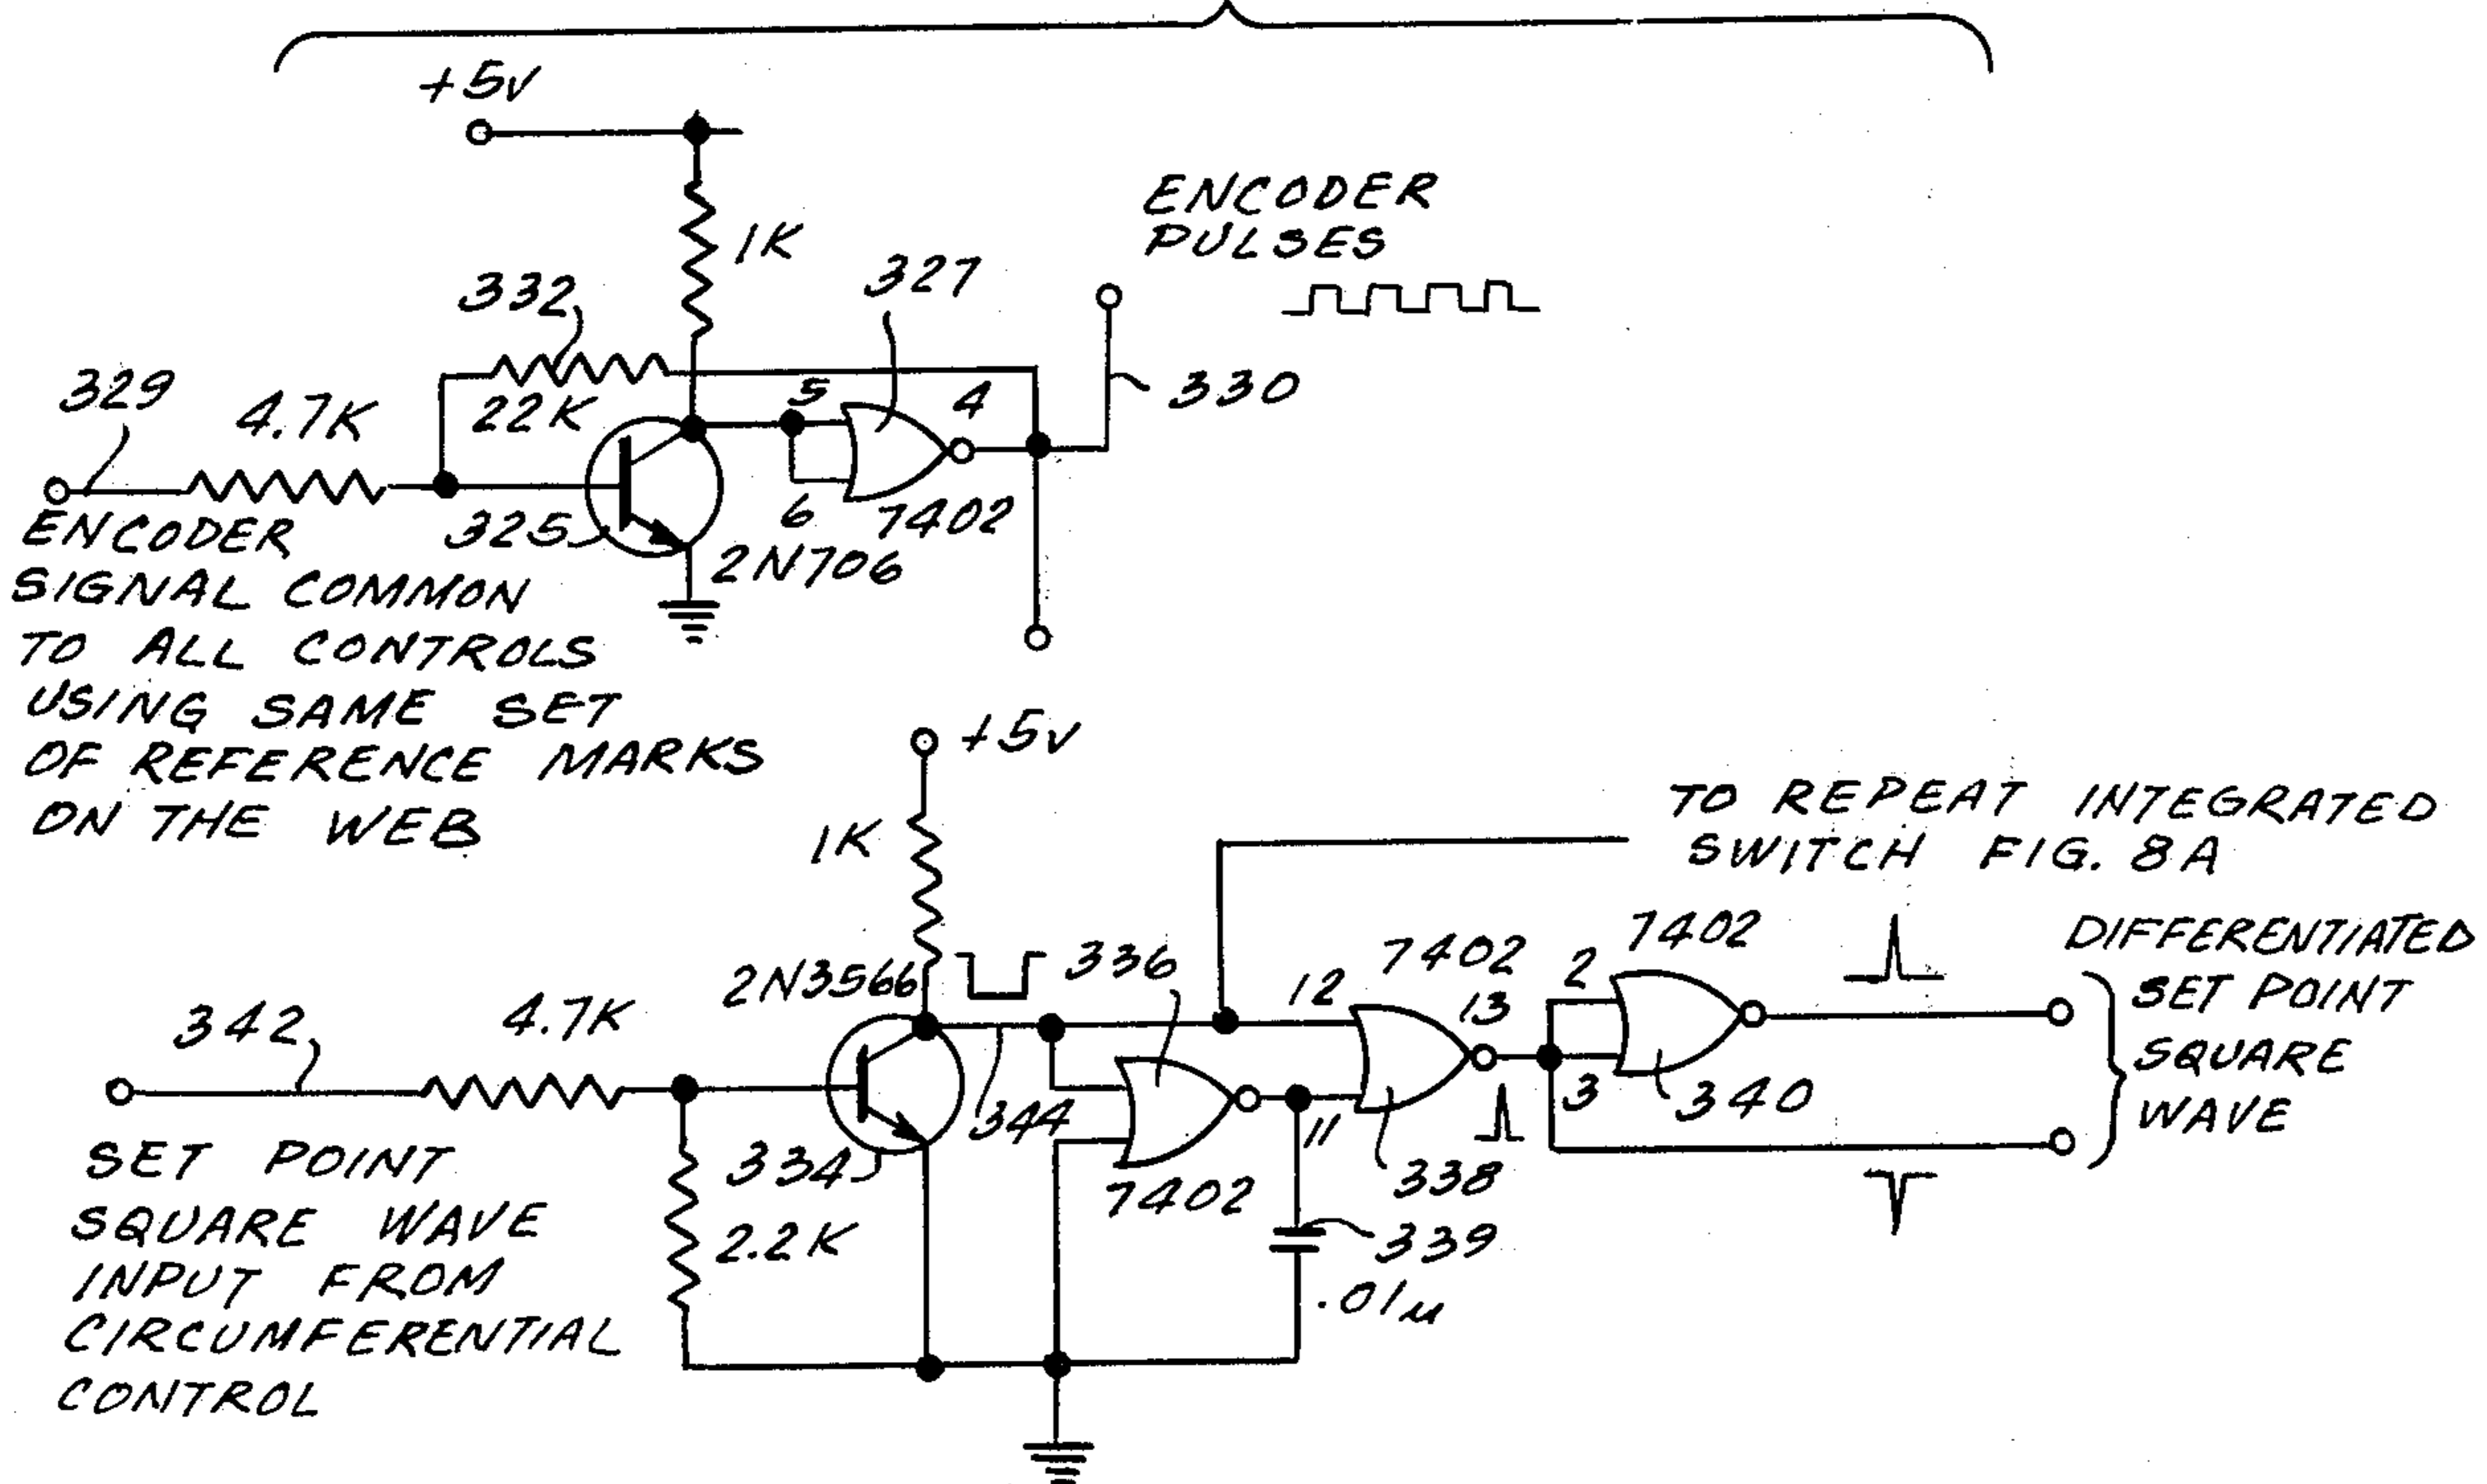 +5V
1K
ENCODER
PULSES
332
327
329
4.7K
22K
5
4
330
6
7402
325
2N706
ENCODER
SIGNAL COMMON
TO ALL CONTROLS
USING SAME SET
OF REFERENCE MARKS
ON THE WEB
+5V
1K
TO REPEAT INTEGRATED
SWITCH FIG. 8A
2N3566
336
12
7402
13
2
7402
DIFFERENTIATED
SET POINT
SQUARE
WAVE
342
4.7K
344
11
3
340
334
7402
338
339
.01µ
2.2K
SET POINT
SQUARE WAVE
INPUT FROM
CIRCUMFERENTIAL
CONTROL